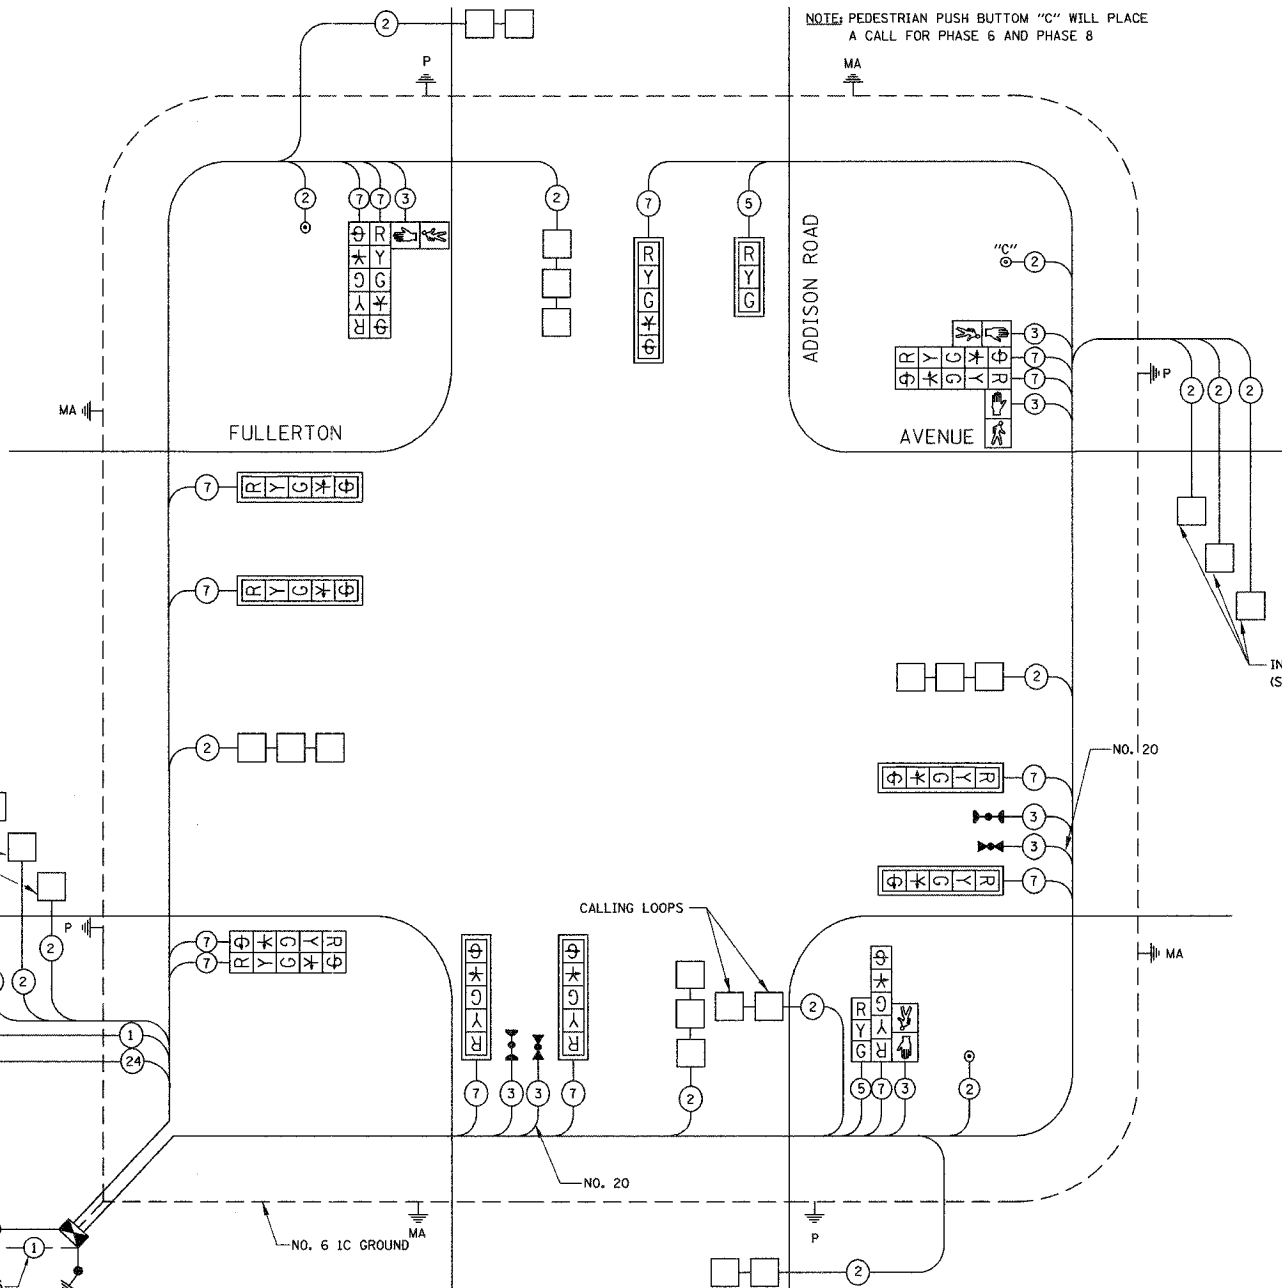 NOTE: PEDESTRIAN PUSH BUTTOM "C" WILL PLACE
A CALL FOR PHASE 6 AND PHASE 8
2
P
MA
2
7
7
3
2
7
5
R
Y
G
R
Y
G
R
Y
G
R
Y
G
ADDISON ROAD
"C"
2
3
R Y G
7
G Y R
7
3
P
2
2
2
MA
FULLERTON
AVENUE
7
R Y G
7
R Y G
2
2
IN
(S
NO. 20
R Y G
7
3
3
R Y G
7
2
CALLING LOOPS
P
7
G Y R
7
R Y G
2
2
MA
G
Y
R
G
Y
R
2
R
Y
G
G
Y
R
1
24
7
3
3
7
2
5
7
3
2
NO. 20
MA
P
NO. 6 1C GROUND
1
2